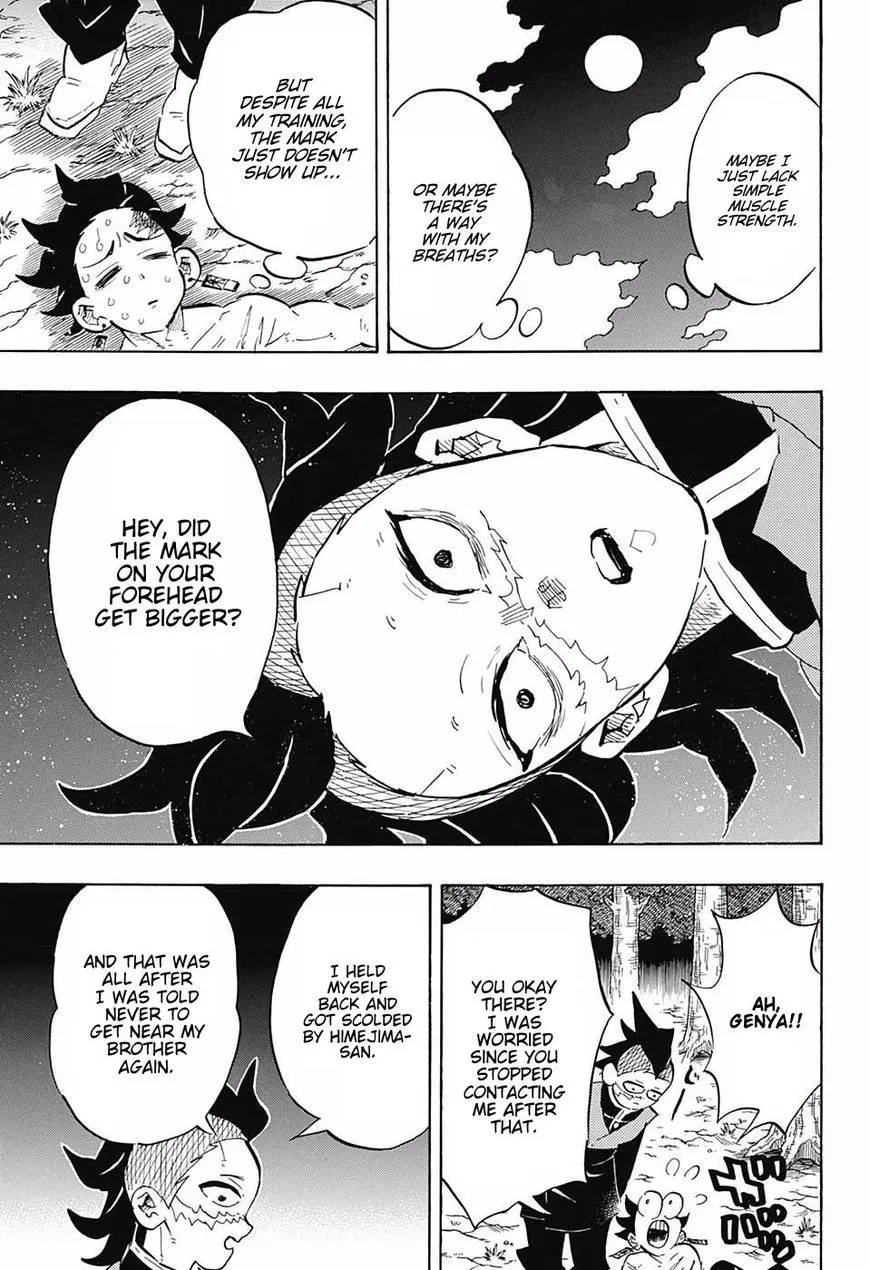 MAYBE I
JUST LACK
SIMPLE
MUSCLE
STRENGTH.
OR MAYBE
THERE'S
A WAY
WITH MY
BREATHS?
BUT
DESPITE ALL
MY TRAINING,
THE MARK
JUST DOESN'T
SHOW UP...
HEY, DID
THE MARK
ON YOUR
FOREHEAD
GET BIGGER?
AH,
GENYA!!
YOU OKAY
THERE?
I WAS
WORRIED
SINCE YOU
STOPPED
CONTACTING
ME AFTER
THAT.
I HELD
MYSELF
BACK AND
GOT SCOLDED
BY HIMEJIMA-
SAN.
AND THAT WAS
ALL AFTER
I WAS TOLD
NEVER TO
GET NEAR MY
BROTHER
AGAIN.